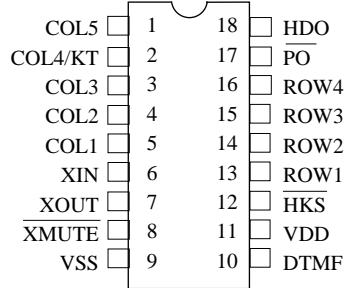 COL5 1 18 HDO
COL4/KT 2 17 PO
COL3 3 16 ROW4
COL2 4 15 ROW3
COL1 5 14 ROW2
XIN 6 13 ROW1
XOUT 7 12 HKS
XMUTE 8 11 VDD
VSS 9 10 DTMF